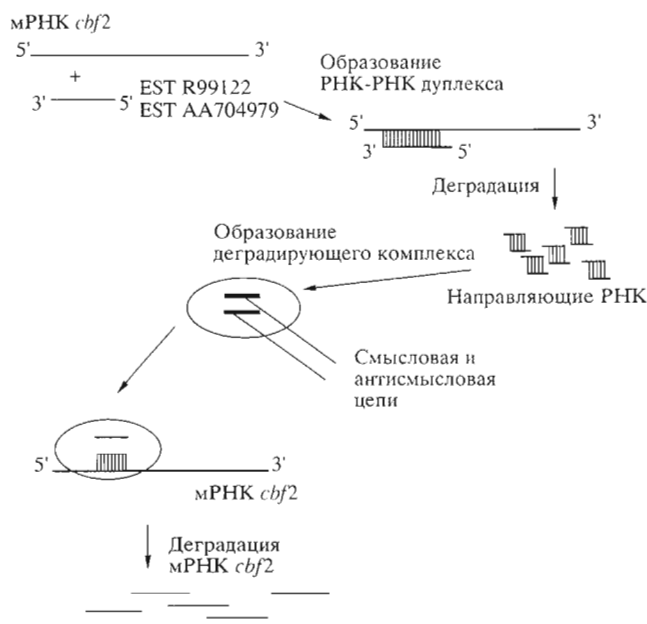 мРНК cbf2
5' 3'
+
3' 5' EST R99122
EST AA704979
Образование
РНК-РНК дуплекса
5' 3'
3' 5'
Деградация
Образование
деградирующего комплекса
Направляющие РНК
Смысловая и
антисмысловая
цепи
5' 3'
мРНК cbf2
Деградация
мРНК cbf2